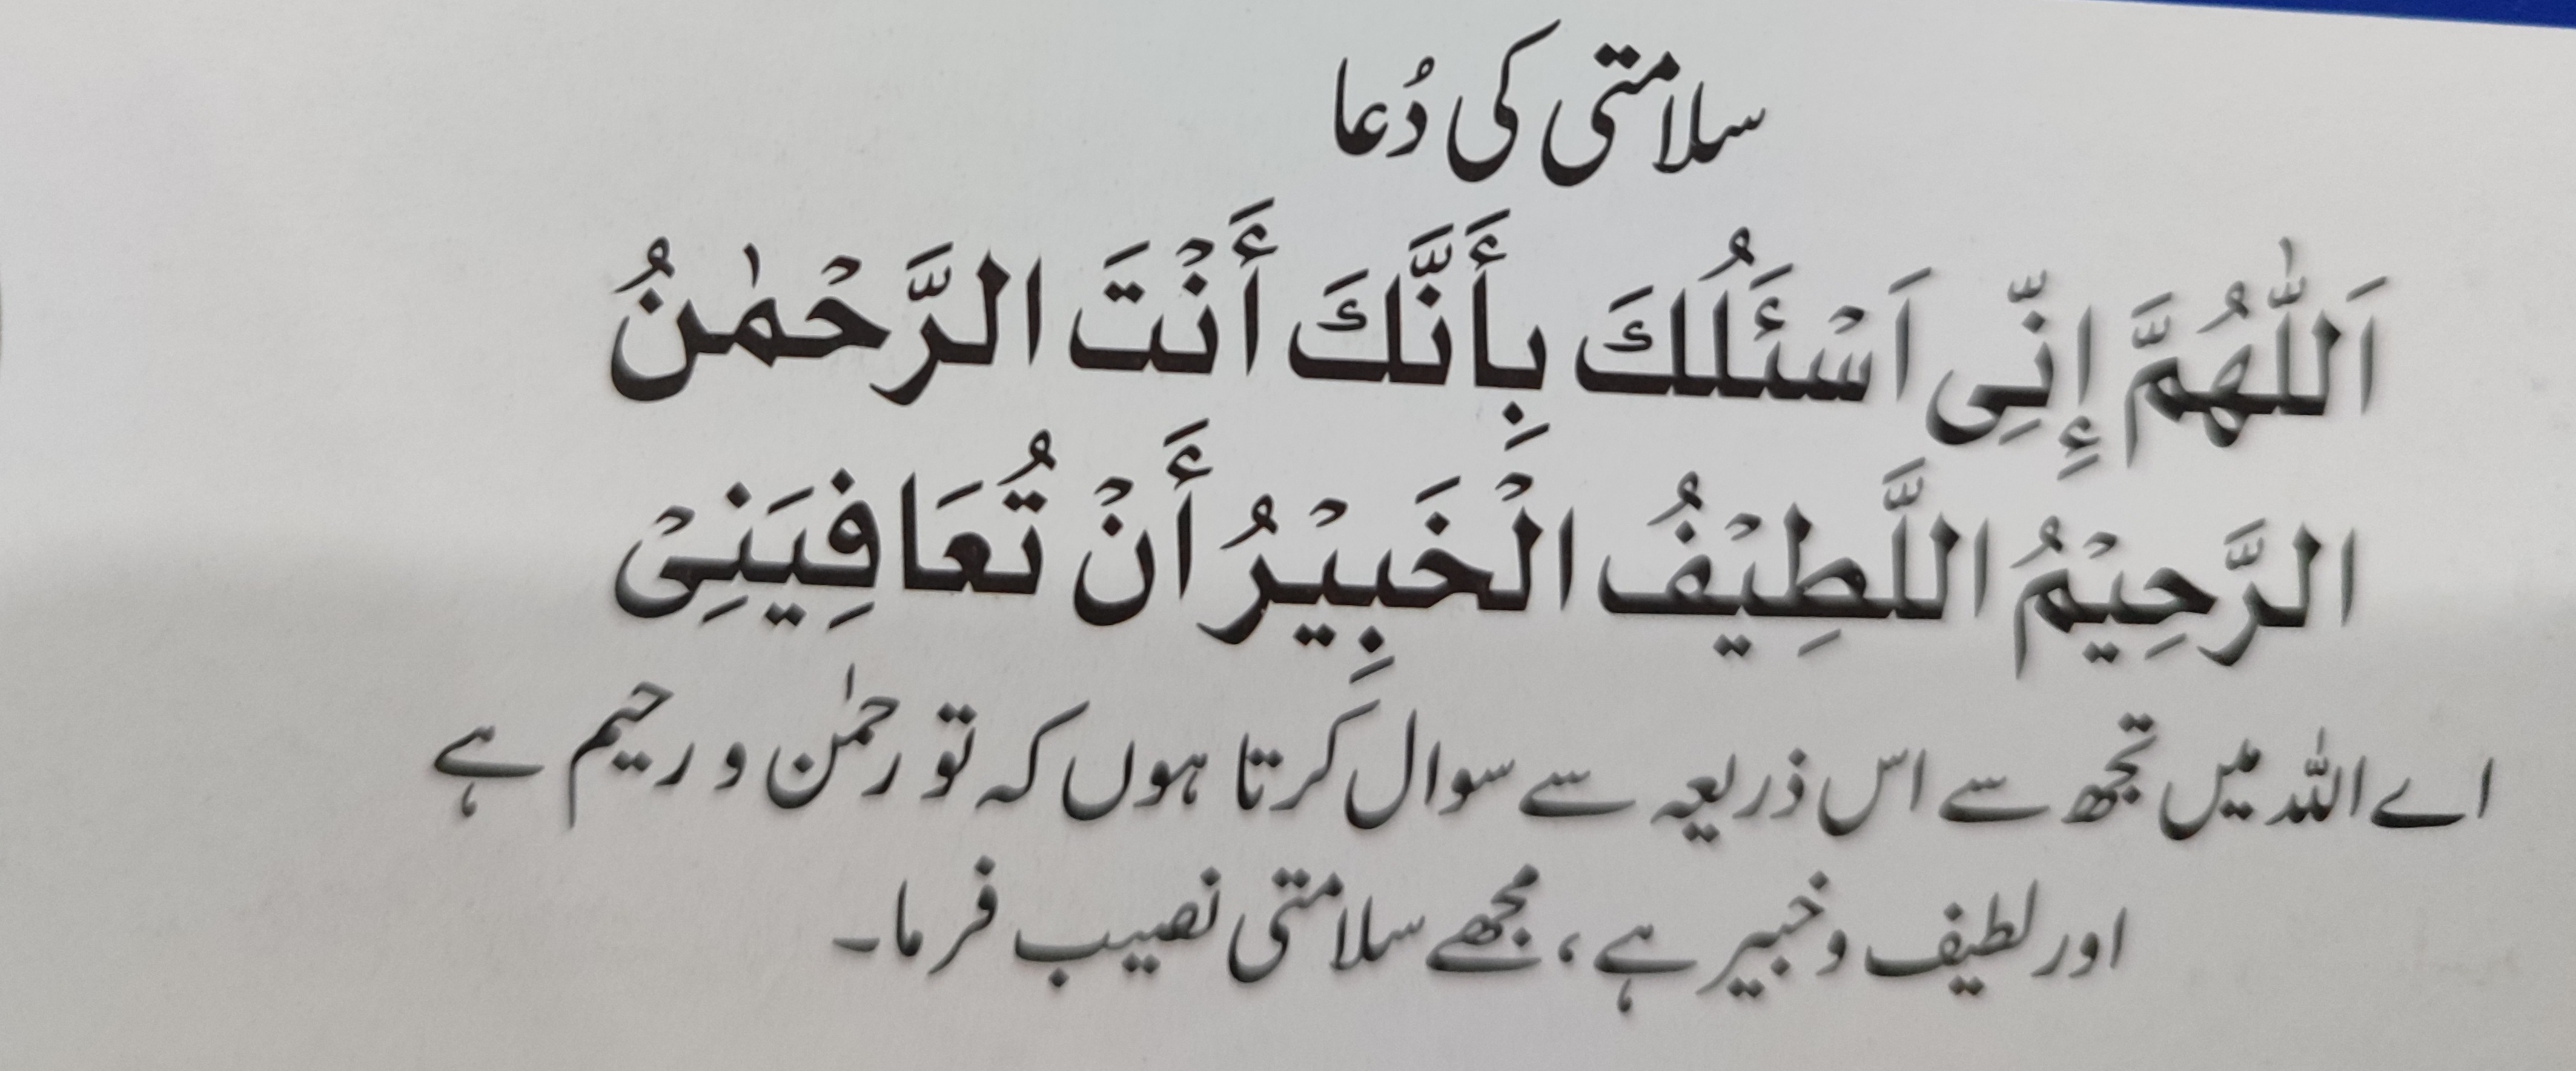 سلامتی کی دُعا
اَللّٰهُمَّ إِنِّی اَسْئَلُكَ بِأَنَّكَ أَنْتَ الرَّحْمٰنُ
الرَّحِيْمُ اللَّطِيْفُ الْخَبِيْرُ أَنْ تُعَافِيَنِیْ
اے اللہ میں تجھ سے اس ذریعہ سے سوال کرتا ہوں کہ تو رحمٰن و رحیم ہے
اور لطیف و خبیر ہے، مجھے سلامتی نصیب فرما۔